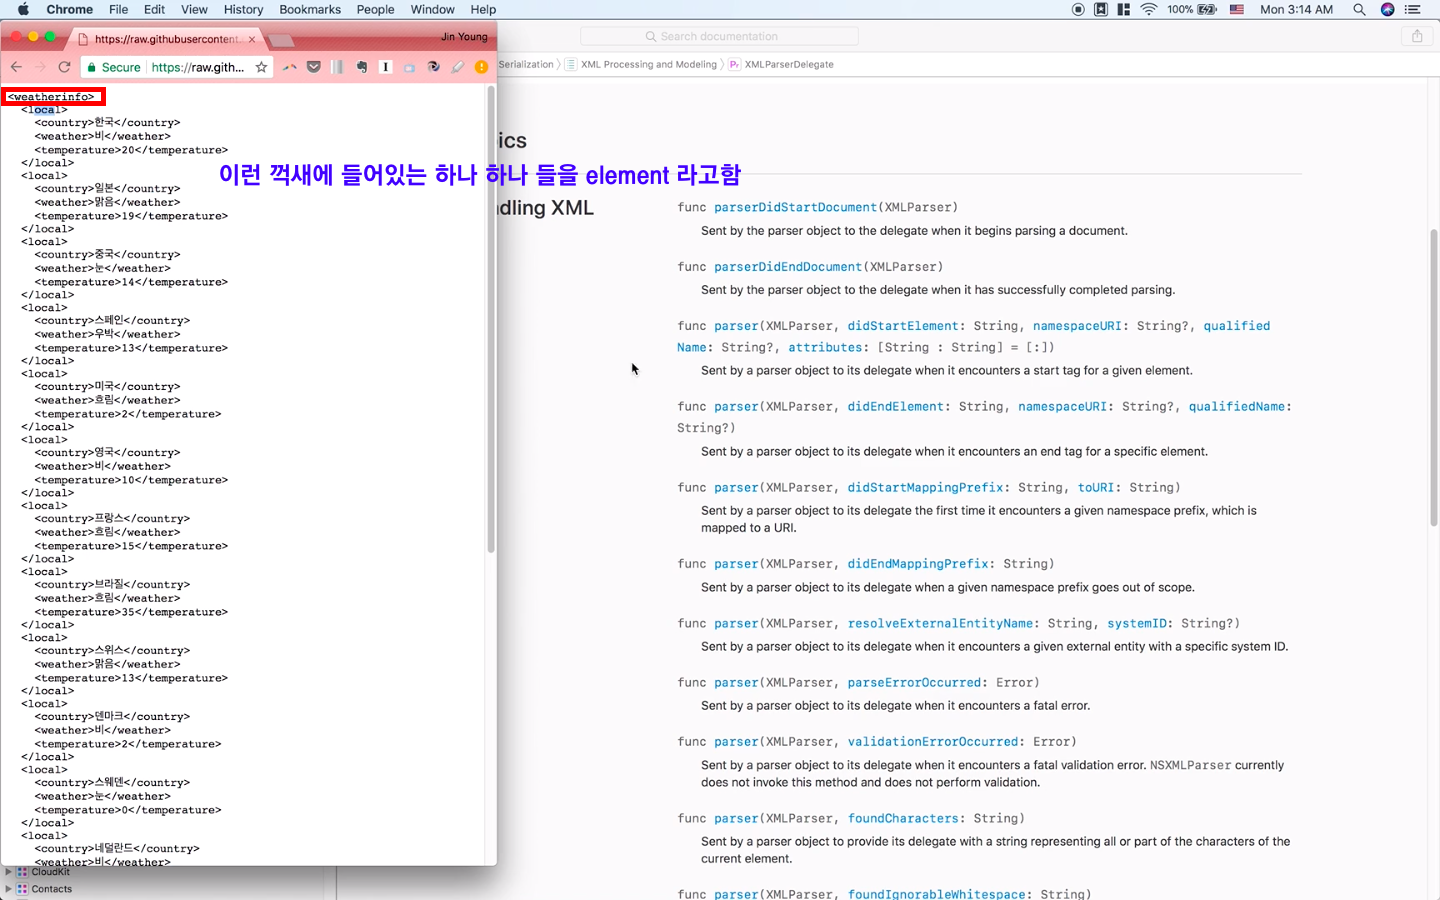 Chrome File Edit View History Bookmarks People Window Help
100% Mon 3:14 AM
https://raw.githubusercontent. Jin Young
Search documentation
Secure https://raw.gith...
Serialization XML Processing and Modeling Pr XMLParserDelegate
<weatherinfo>
<local>
<country>한국</country>
<weather>비</weather>
<temperature>20</temperature>
</local>
<local>
<country>일본</country>
<weather>맑음</weather>
<temperature>19</temperature>
</local>
<local>
<country>중국</country>
<weather>눈</weather>
<temperature>14</temperature>
</local>
<local>
<country>스페인</country>
<weather>우박</weather>
<temperature>13</temperature>
</local>
<local>
<country>미국</country>
<weather>흐림</weather>
<temperature>2</temperature>
</local>
<local>
<country>영국</country>
<weather>비</weather>
<temperature>10</temperature>
</local>
<local>
<country>프랑스</country>
<weather>흐림</weather>
<temperature>15</temperature>
</local>
<local>
<country>브라질</country>
<weather>흐림</weather>
<temperature>35</temperature>
</local>
<local>
<country>스위스</country>
<weather>맑음</weather>
<temperature>13</temperature>
</local>
<local>
<country>덴마크</country>
<weather>비</weather>
<temperature>2</temperature>
</local>
<local>
<country>스웨덴</country>
<weather>눈</weather>
<temperature>0</temperature>
</local>
<local>
<country>네덜란드</country>
<weather>비</weather>
CloudKit
Contacts
이런 꺽새에 들어있는 하나 하나 들을 element 라고함
ics
ndling XML
func parserDidStartDocument(XMLParser)
Sent by the parser object to the delegate when it begins parsing a document.
func parserDidEndDocument(XMLParser)
Sent by the parser object to the delegate when it has successfully completed parsing.
func parser(XMLParser, didStartElement: String, namespaceURI: String?, qualified
Name: String?, attributes: [String : String] = [:])
Sent by a parser object to its delegate when it encounters a start tag for a given element.
func parser(XMLParser, didEndElement: String, namespaceURI: String?, qualifiedName:
String?)
Sent by a parser object to its delegate when it encounters an end tag for a specific element.
func parser(XMLParser, didStartMappingPrefix: String, toURI: String)
Sent by a parser object to its delegate the first time it encounters a given namespace prefix, which is
mapped to a URI.
func parser(XMLParser, didEndMappingPrefix: String)
Sent by a parser object to its delegate when a given namespace prefix goes out of scope.
func parser(XMLParser, resolveExternalEntityName: String, systemID: String?)
Sent by a parser object to its delegate when it encounters a given external entity with a specific system ID.
func parser(XMLParser, parseErrorOccurred: Error)
Sent by a parser object to its delegate when it encounters a fatal error.
func parser(XMLParser, validationErrorOccurred: Error)
Sent by a parser object to its delegate when it encounters a fatal validation error. NSXMLParser currently
does not invoke this method and does not perform validation.
func parser(XMLParser, foundCharacters: String)
Sent by a parser object to provide its delegate with a string representing all or part of the characters of the
current element.
func parser(XMLParser, foundIgnorableWhitespace: String)